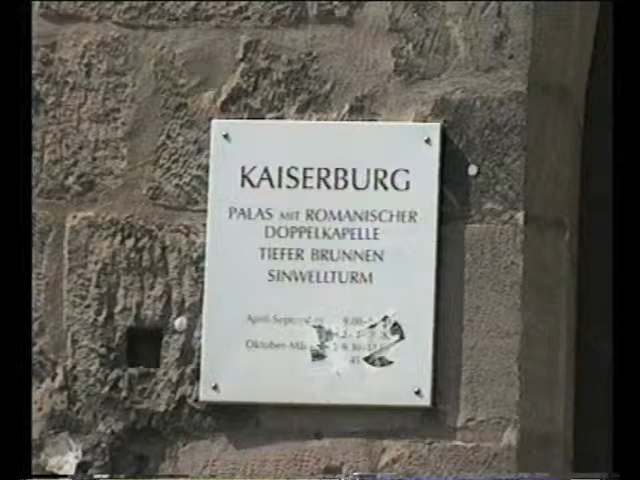 KAISERBURG
PALAS MIT ROMANISCHER
DOPPELKAPELLE
TIEFER BRUNNEN
SINWELLTURM
April-September
Oktober-März